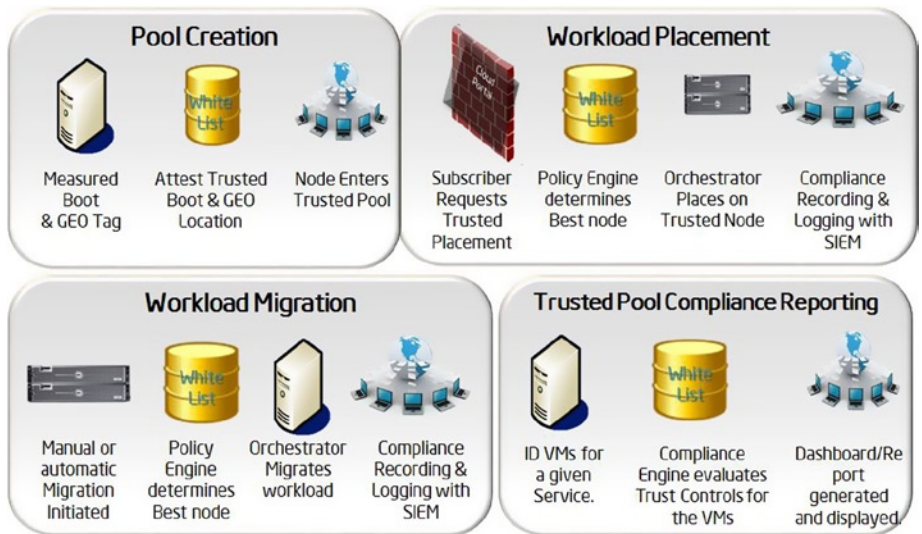 Pool Creation
White
List
Measured
Boot
& GEO Tag
Attest Trusted
Boot & GEO
Location
Node Enters
Trusted Pool
Workload Placement
Cloud
Portal
White
List
Subscriber
Requests
Trusted
Placement
Policy Engine
determines
Best node
Orchestrator
Places on
Trusted Node
Compliance
Recording &
Logging with
SIEM
Workload Migration
White
List
Manual or
automatic
Migration
Initiated
Policy
Engine
determines
Best node
Orchestrator
Migrates
workload
Compliance
Recording &
Logging with
SIEM
Trusted Pool Compliance Reporting
White
List
ID VMs for
a given
Service.
Compliance
Engine evaluates
Trust Controls for
the VMs
Dashboard/Re
port
generated
and displayed.